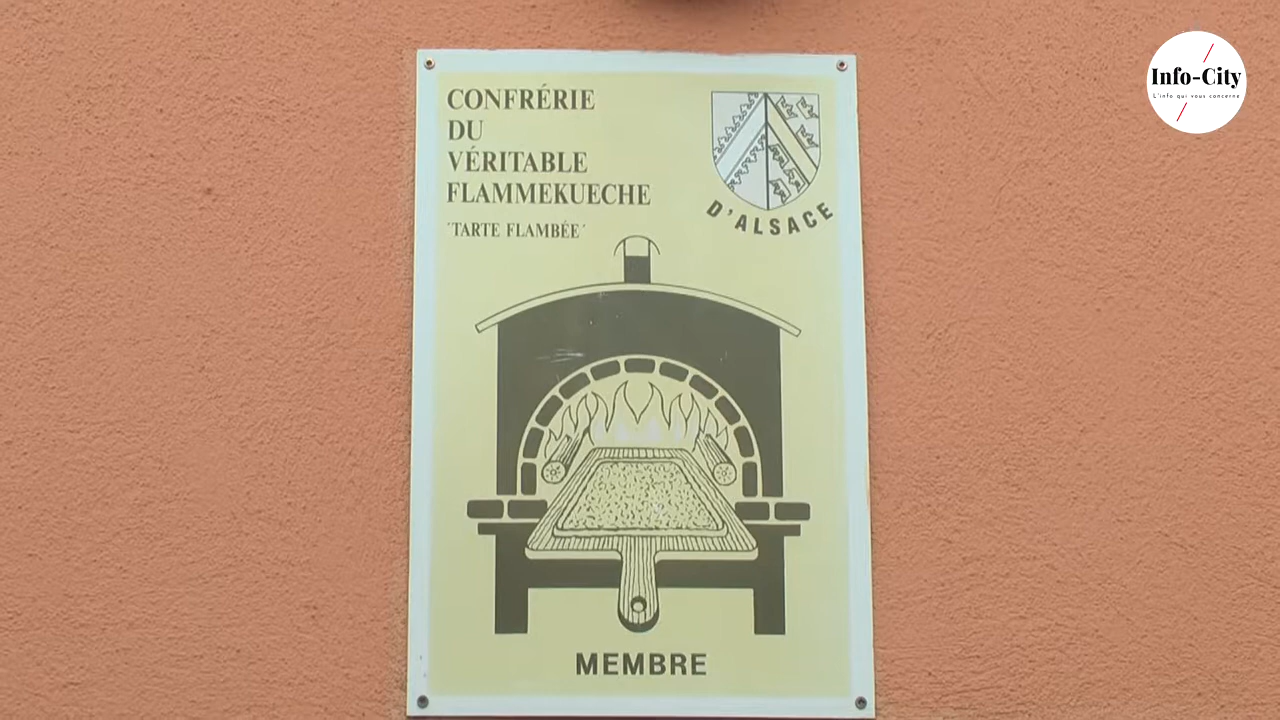 CONFRÉRIE
DU
VÉRITABLE
FLAMMEKUECHE
´TARTE FLAMBÉE´
D'ALSACE
MEMBRE
Info-City
L'info qui vous concerne